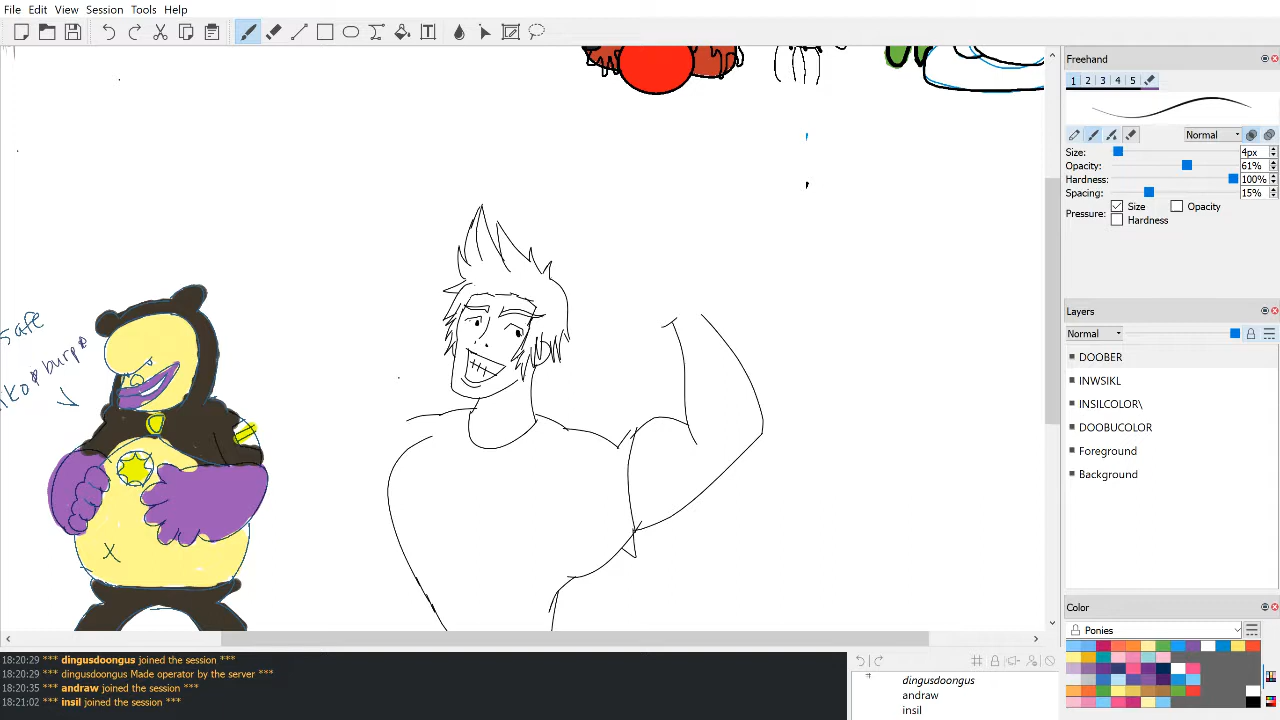 File Edit View Session Tools Help
Freehand
1 2 3 4 5
Normal
Size: 4px
Opacity: 61%
Hardness: 100%
Spacing: 15%
Pressure: Size Opacity
Hardness
Layers
Normal
DOOBER
INWSIKL
INSILCOLOR\
DOOBUCOLOR
Foreground
Background
Color
Ponies
safe
*burp*
X
18:20:29 *** dingusdoongus joined the session ***
18:20:29 *** dingusdoongus Made operator by the server ***
18:20:35 *** andraw joined the session ***
18:21:02 *** insil joined the session ***
dingusdoongus
andraw
insil